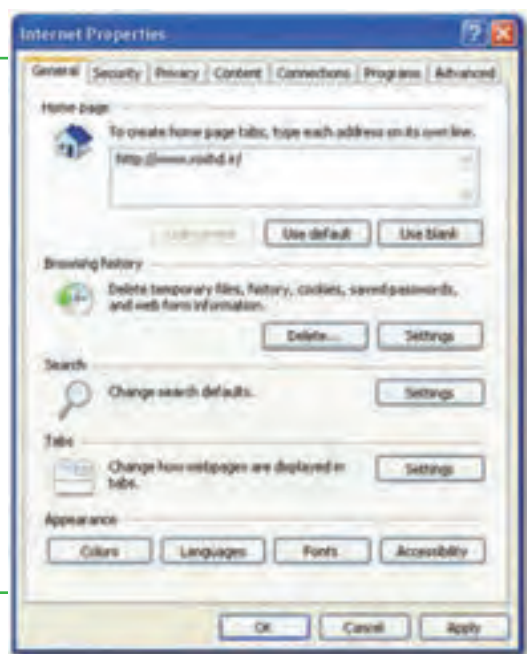 Internet Properties
General Security Privacy Content Connections Programs Advanced
Home page
To create home page tabs, type each address on its own line.
Use default Use blank
Browsing history
Delete temporary files, history, cookies, saved passwords,
and web form information.
Delete... Settings
Search
Change search defaults. Settings
Tabs
Change how webpages are displayed in
tabs.
Settings
Appearance
Colors Languages Fonts Accessibility
OK Cancel Apply